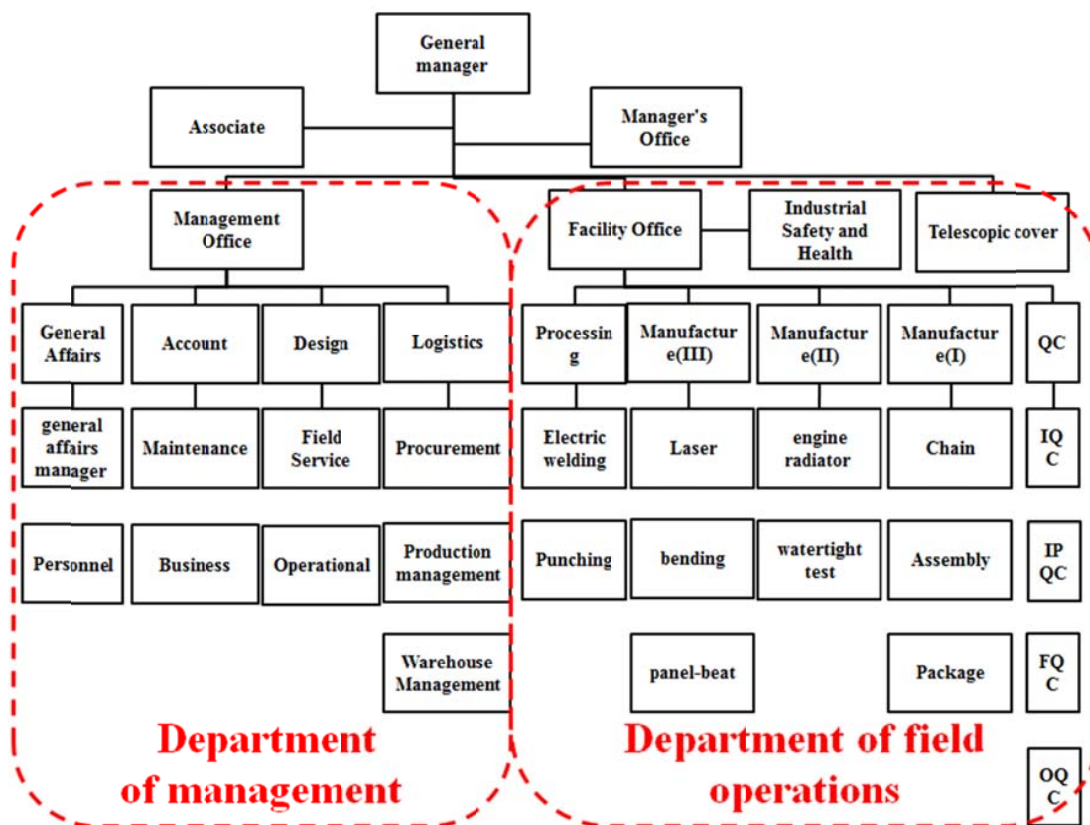 General
manager
Associate
Manager's
Office
Management
Office
Facility Office
Industrial
Safety and
Health
Telescopic cover
General
Affairs
Account
Design
Logistics
Processin
g
Manufactur
e(III)
Manufactur
e(II)
Manufactur
e(I)
QC
general
affairs
manager
Maintenance
Field
Service
Procurement
Electric
welding
Laser
engine
radiator
Chain
IQ
C
Personnel
Business
Operational
Production
management
Punching
bending
watertight
test
Assembly
IP
QC
Warehouse
Management
panel-beat
Package
FQ
C
Department
of management
Department of field
operations
OQ
C